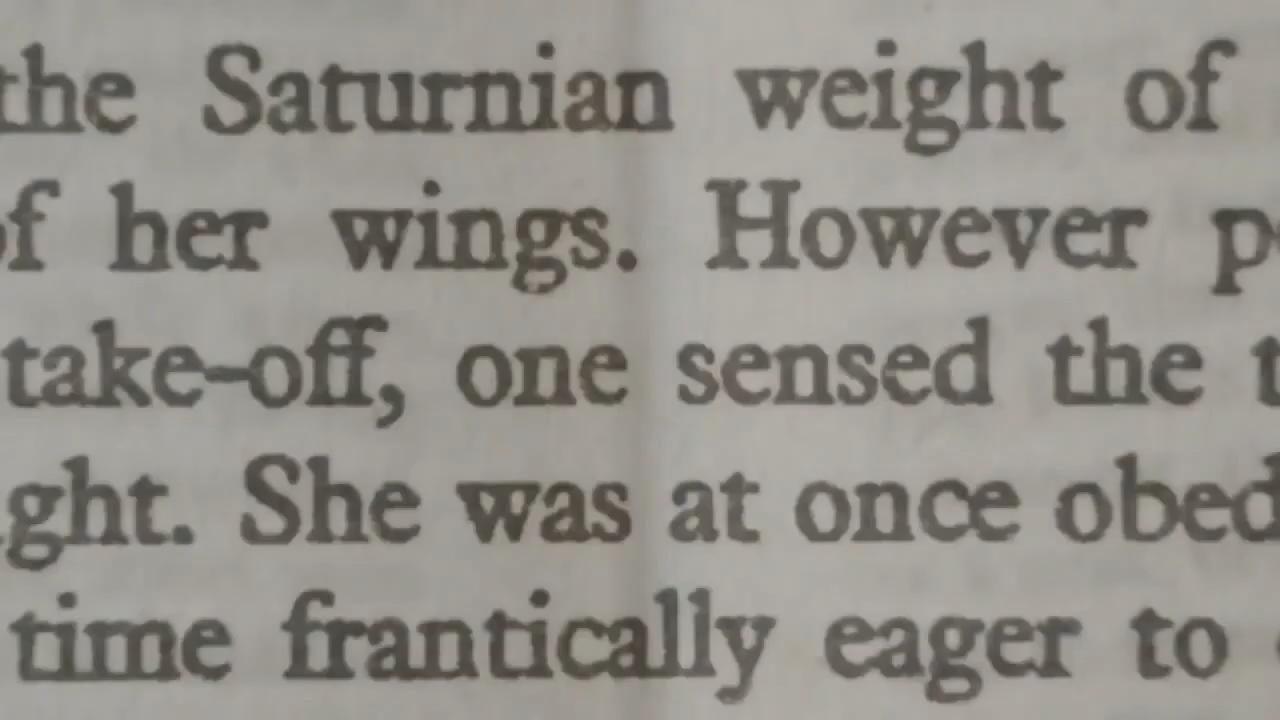 the Saturnian weight of
of her wings. However p
take-off, one sensed the t
ght. She was at once obed
time frantically eager to